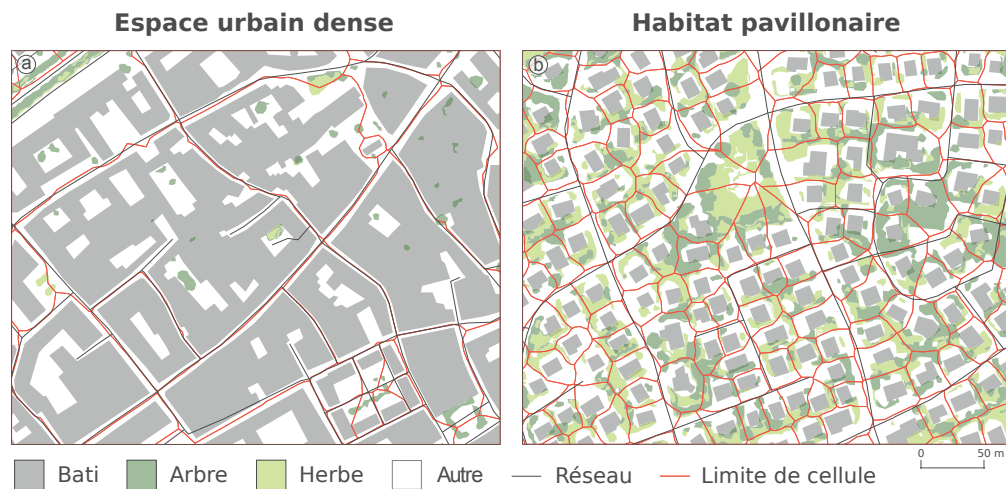 Espace urbain dense
Habitat pavillonaire
a
b
Bati
Arbre
Herbe
Autre
Réseau
Limite de cellule
0
50 m